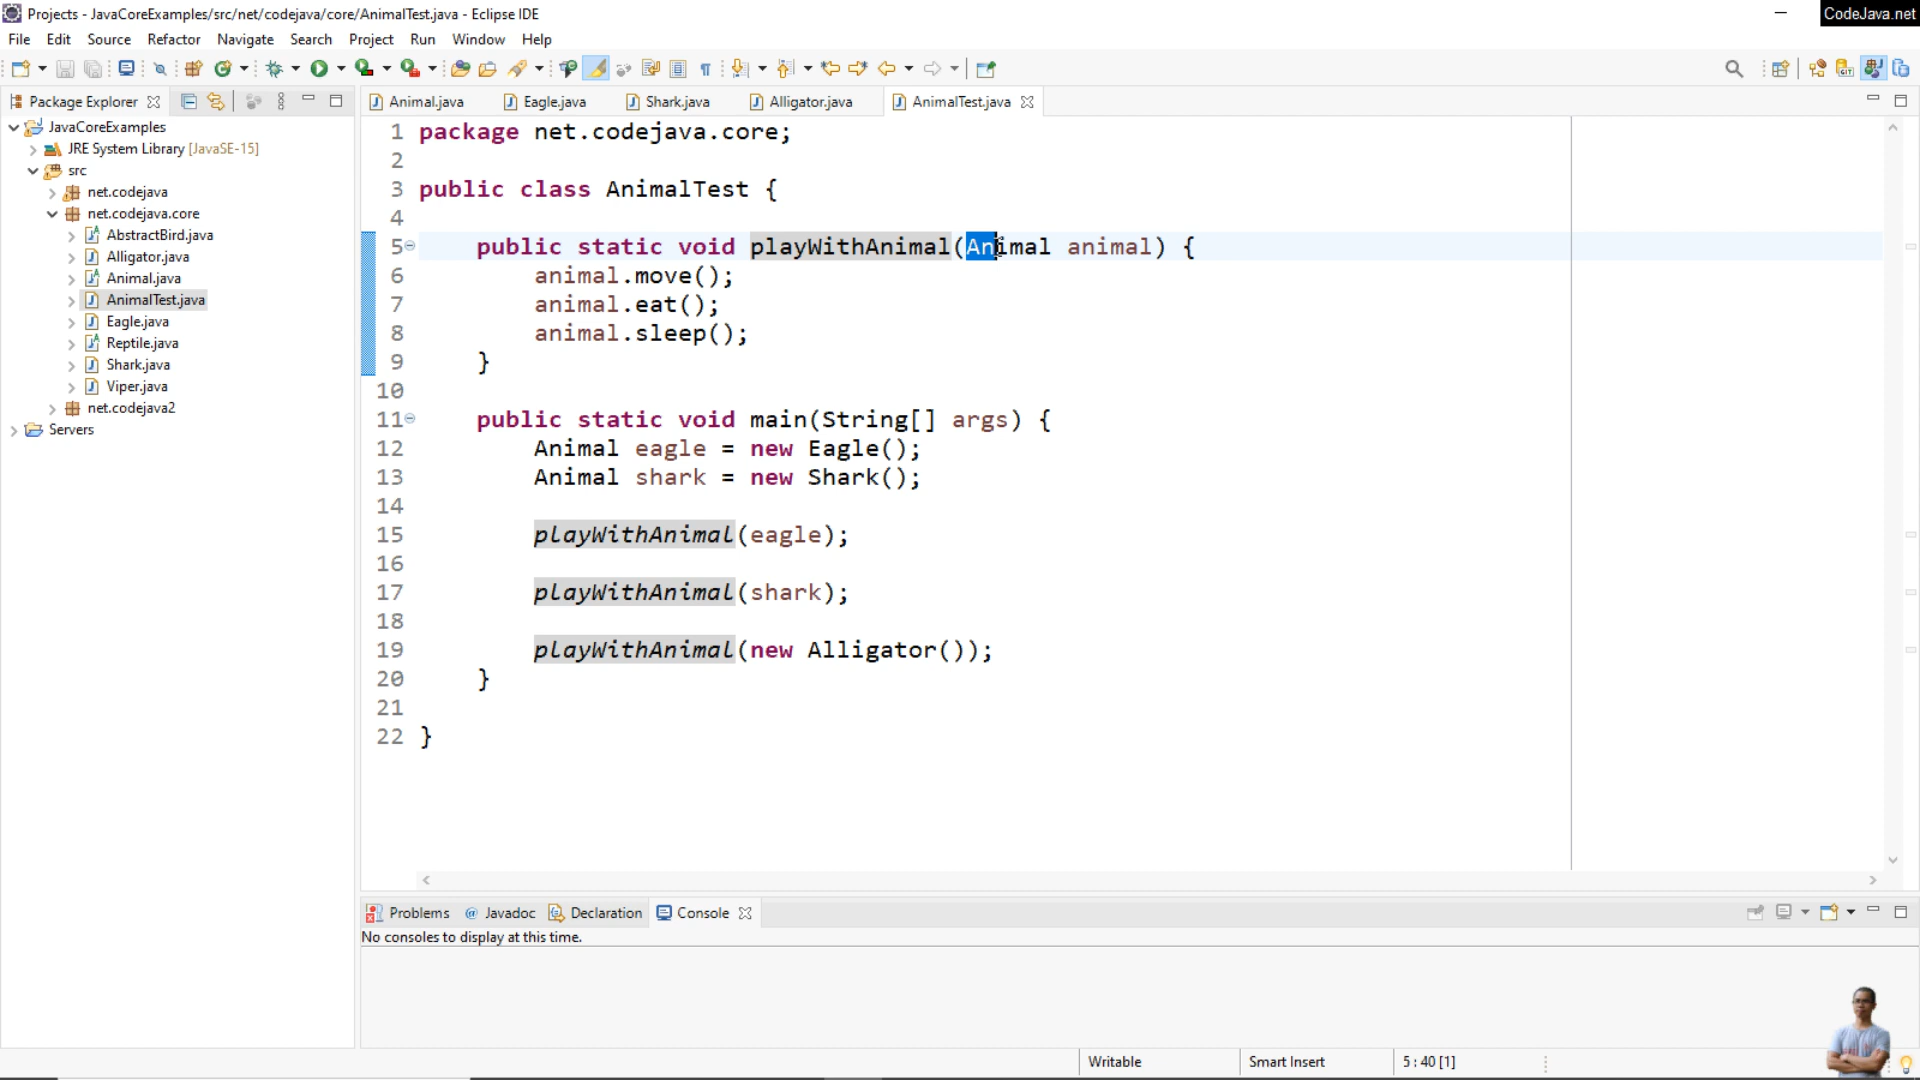 Projects - JavaCoreExamples/src/net/codejava/core/AnimalTest.java - Eclipse IDE
CodeJava.net
File Edit Source Refactor Navigate Search Project Run Window Help
Package Explorer
Animal.java Eagle.java Shark.java Alligator.java AnimalTest.java
JavaCoreExamples
JRE System Library [JavaSE-15]
src
net.codejava
net.codejava.core
AbstractBird.java
Alligator.java
Animal.java
AnimalTest.java
Eagle.java
Reptile.java
Shark.java
Viper.java
net.codejava2
Servers
1 package net.codejava.core;
2
3 public class AnimalTest {
4
5 public static void playWithAnimal(Animal animal) {
6 animal.move();
7 animal.eat();
8 animal.sleep();
9 }
10
11 public static void main(String[] args) {
12 Animal eagle = new Eagle();
13 Animal shark = new Shark();
14
15 playWithAnimal(eagle);
16
17 playWithAnimal(shark);
18
19 playWithAnimal(new Alligator());
20 }
21
22 }
Problems @ Javadoc Declaration Console
No consoles to display at this time.
Writable Smart Insert 5 : 40 [1]